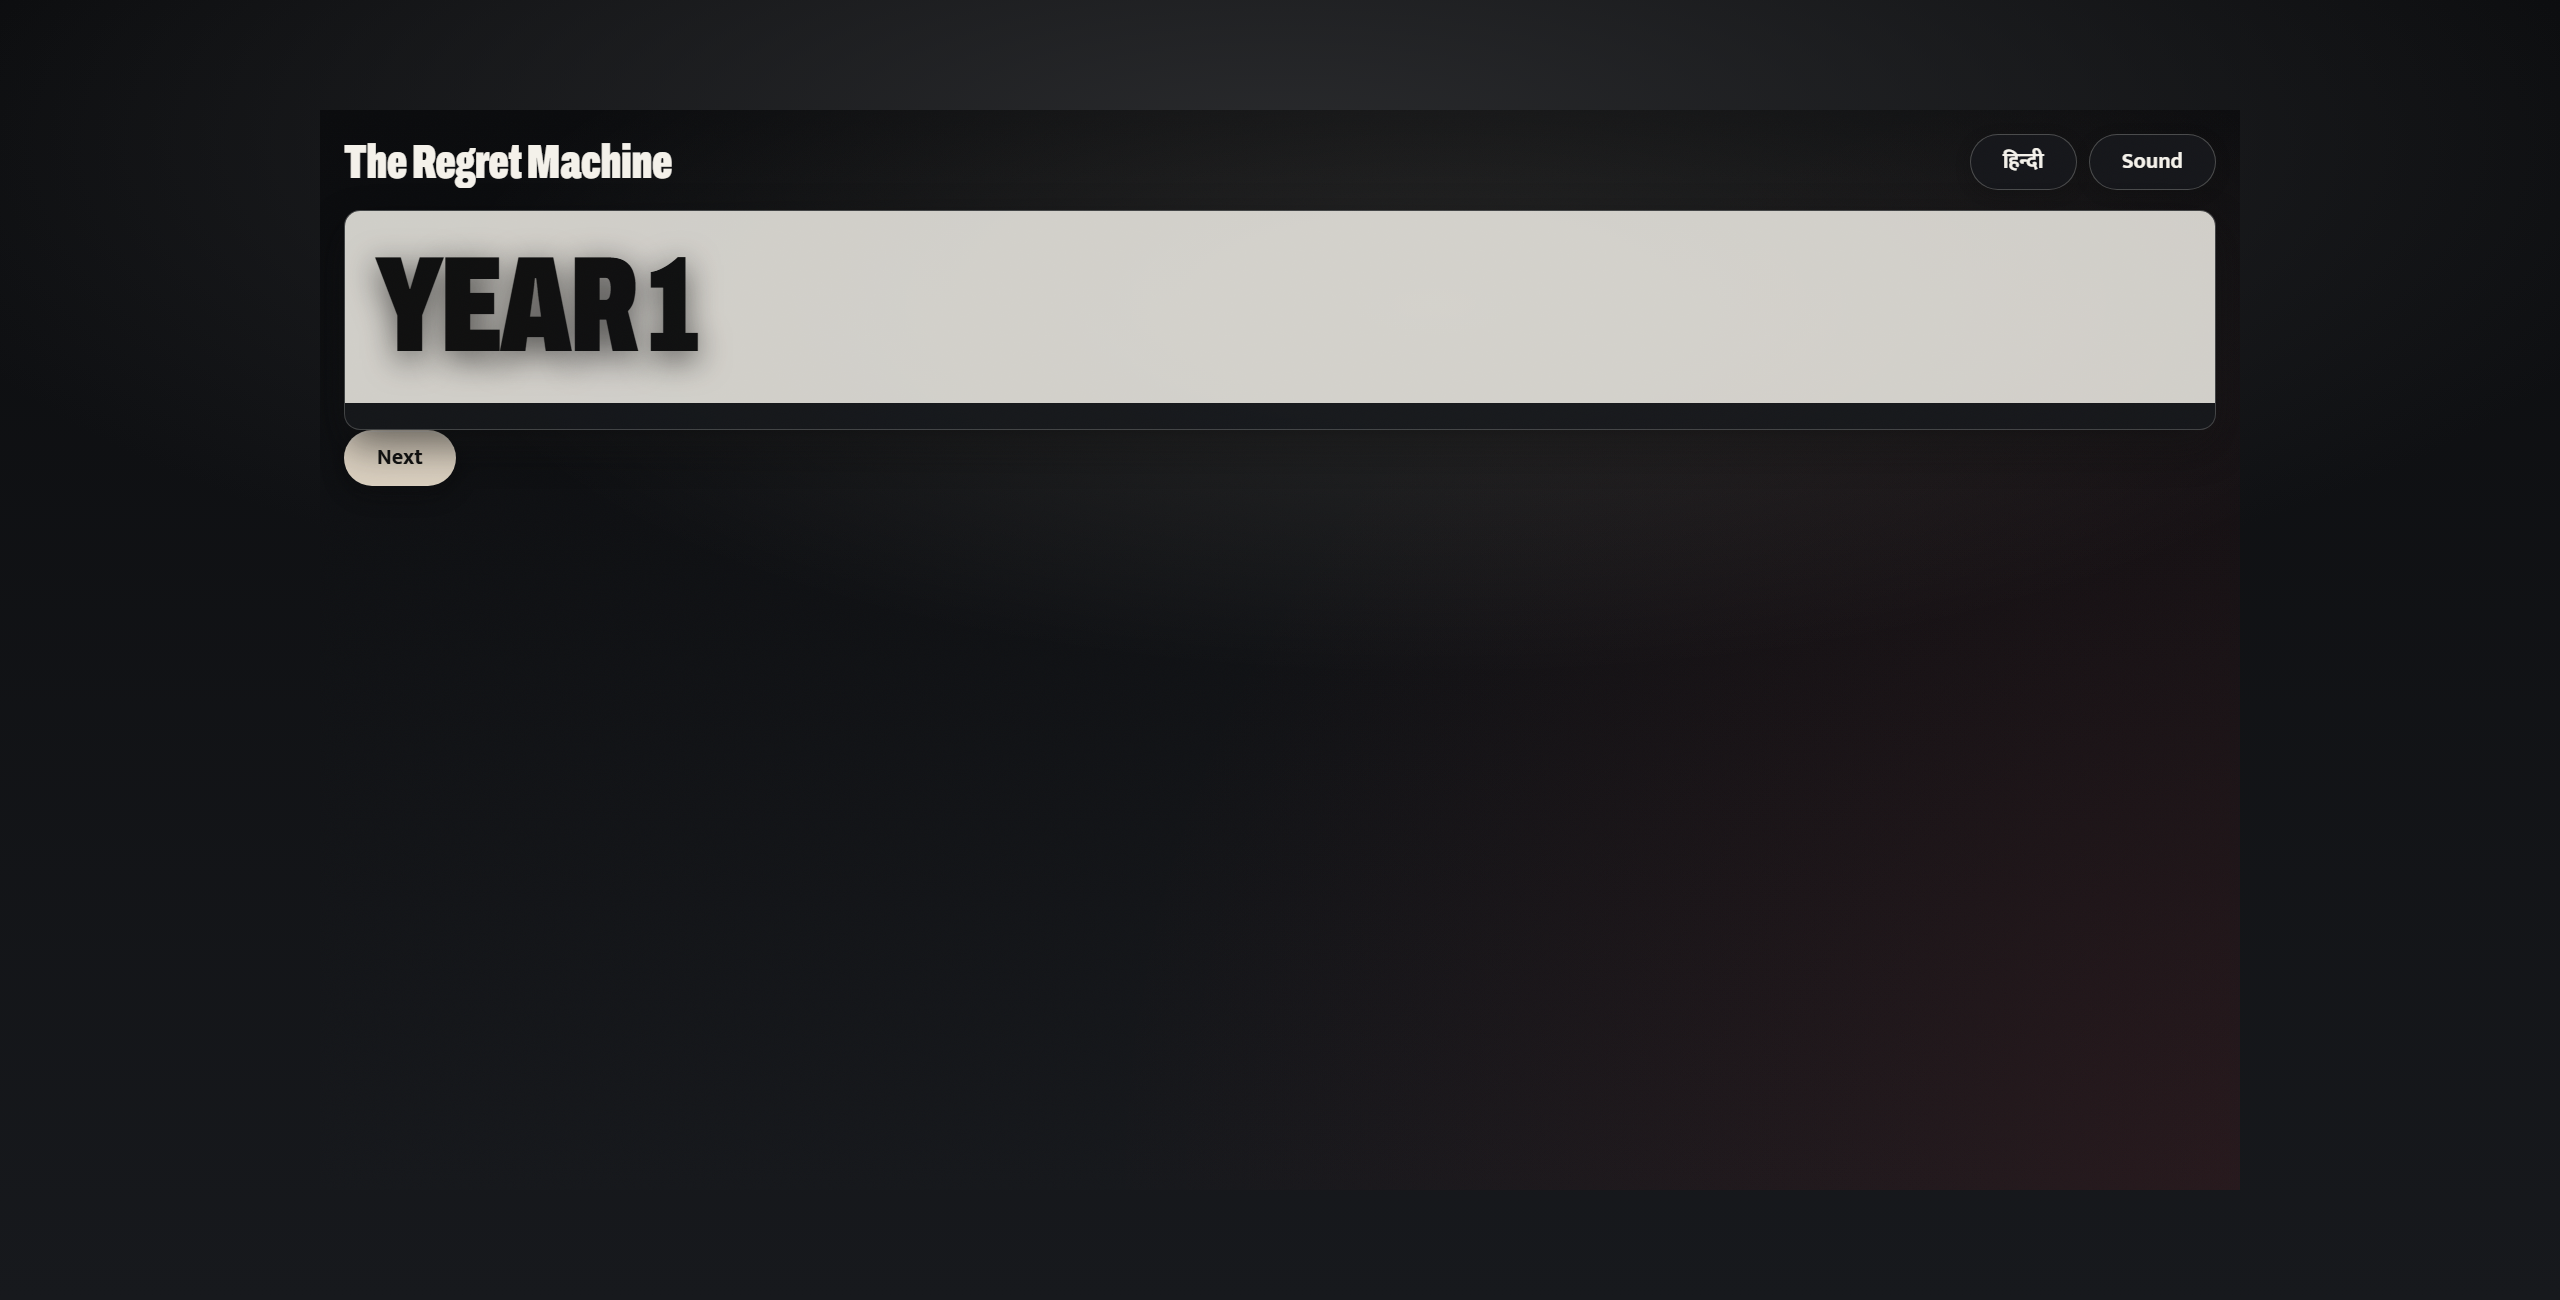 The Regret Machine
हिन्दी
Sound
YEAR 1
Next